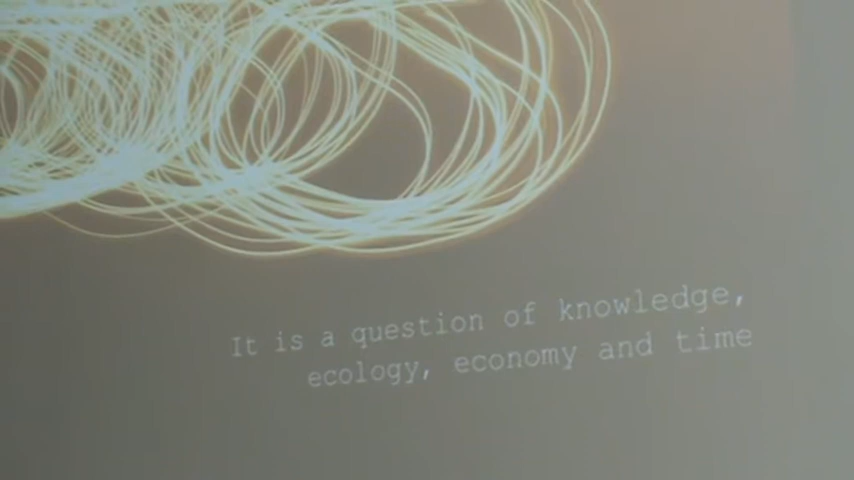 It is a question of knowledge,
ecology, economy and time